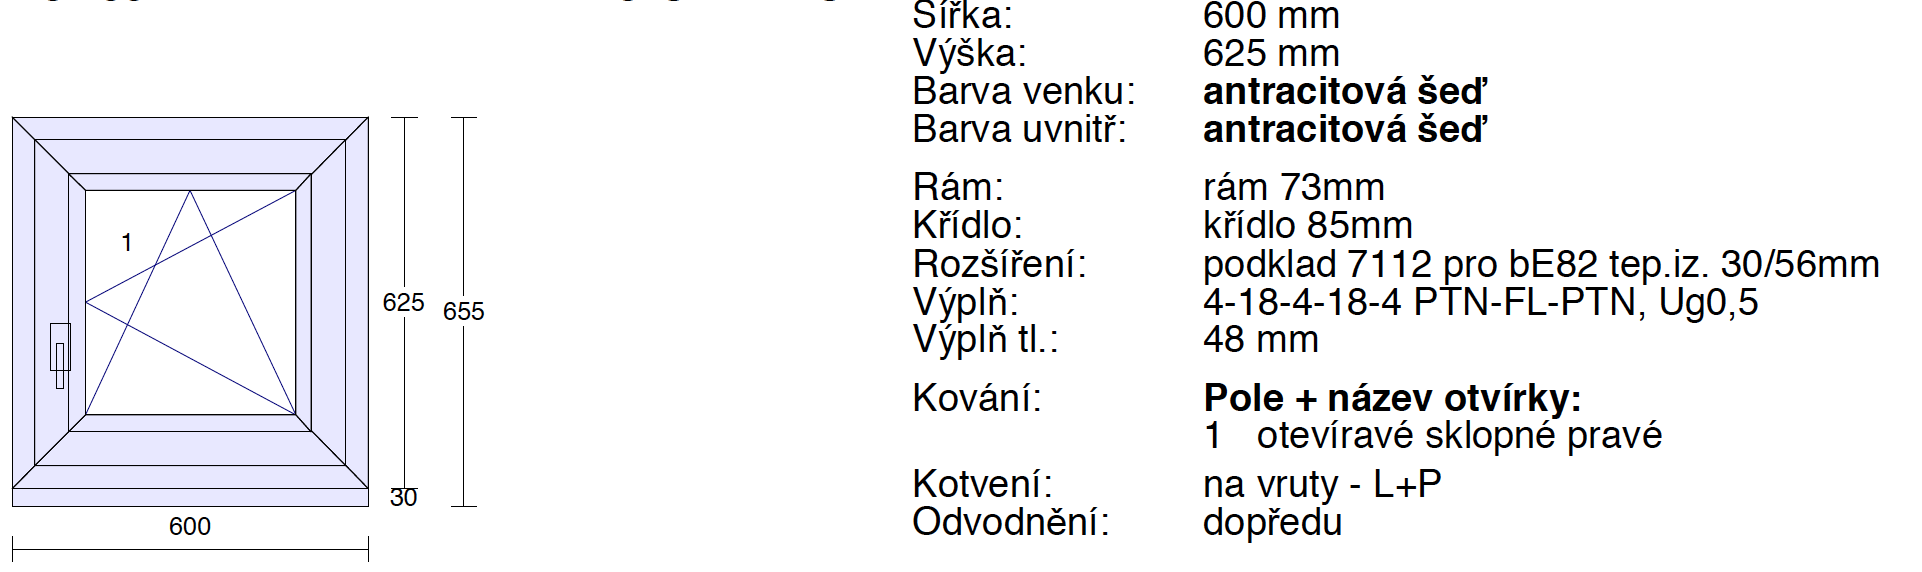 Šířka: 600 mm
Výška: 625 mm
Barva venku: antracitová šeď
Barva uvnitř: antracitová šeď
Rám: rám 73mm
Křídlo: křídlo 85mm
Rozšíření: podklad 7112 pro bE82 tep.iz. 30/56mm
Výplň: 4-18-4-18-4 PTN-FL-PTN, Ug0,5
Výplň tl.: 48 mm
Kování: Pole + název otvírky:
1 otevíravé sklopné pravé
Kotvení: na vruty - L+P
Odvodnění: dopředu
1
625
655
30
600